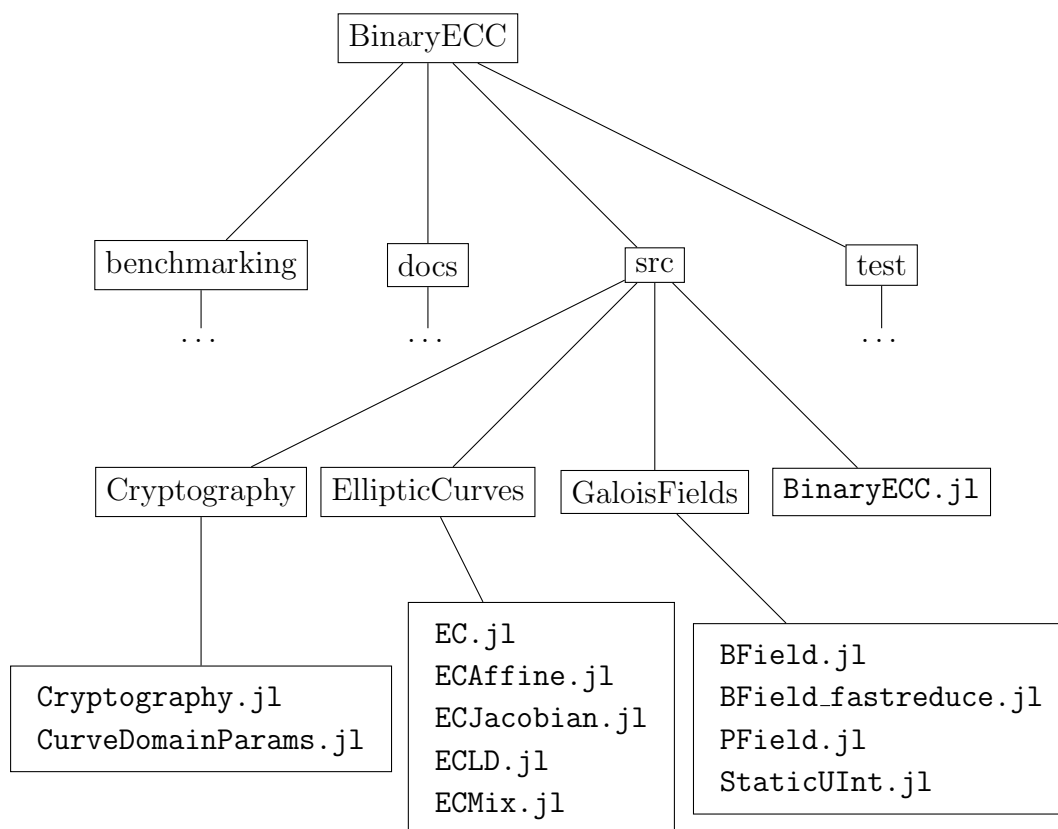 BinaryECC
benchmarking
docs
src
test
...
...
...
Cryptography
EllipticCurves
GaloisFields
BinaryECC.jl
Cryptography.jl
CurveDomainParams.jl
EC.jl
ECAffine.jl
ECJacobian.jl
ECLD.jl
ECMix.jl
BField.jl
BField_fastreduce.jl
PField.jl
StaticUInt.jl